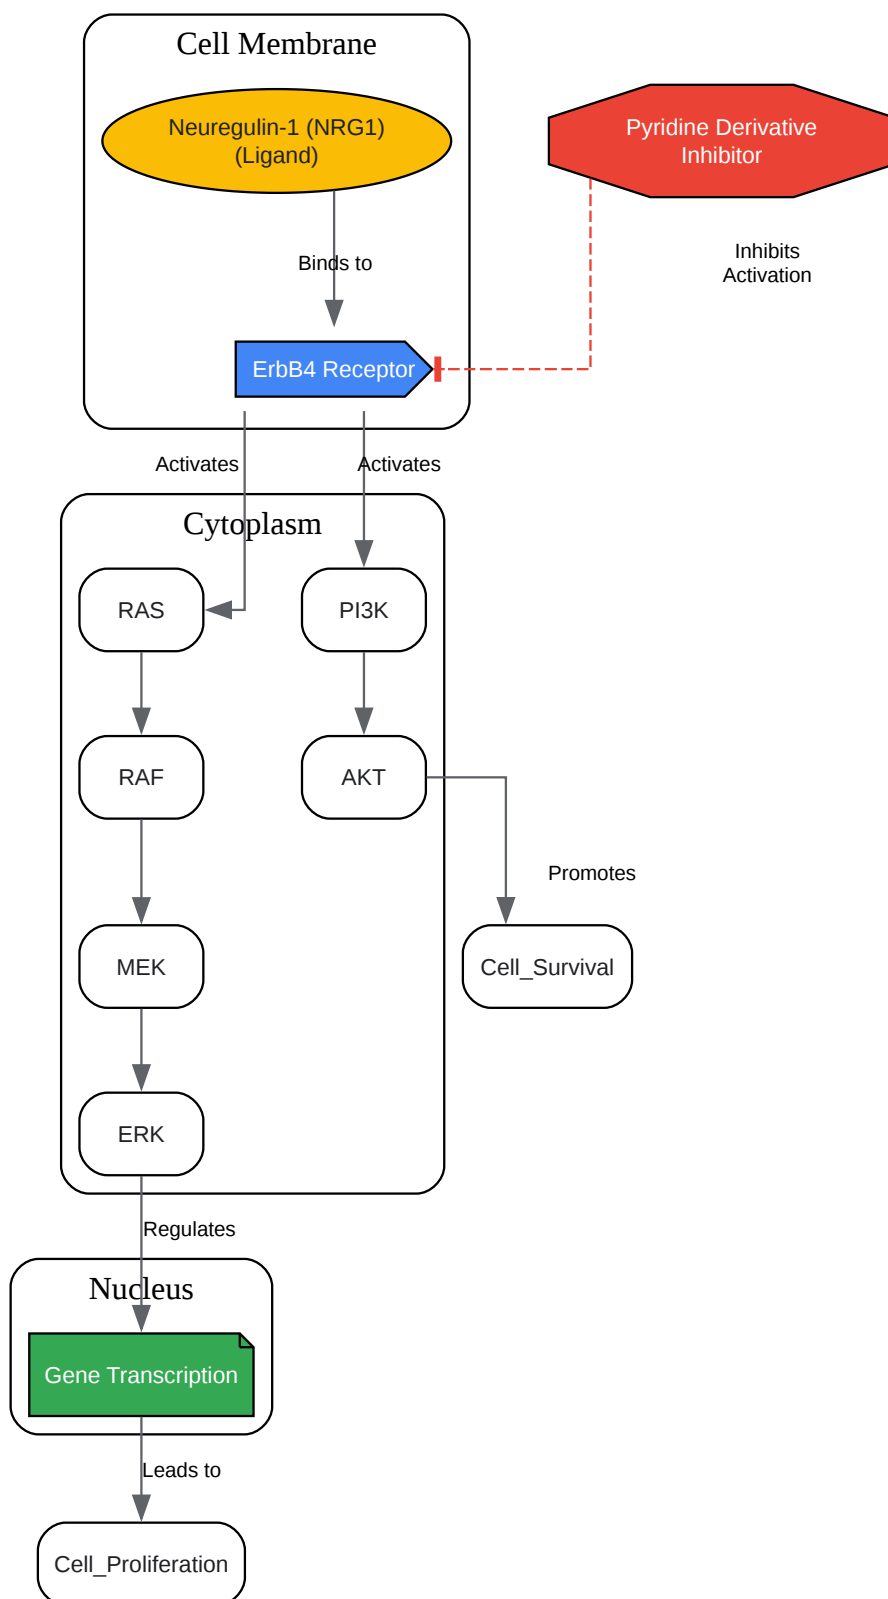 Cell Membrane
Neuregulin-1 (NRG1)
(Ligand)
Pyridine Derivative
Inhibitor
Binds to
Inhibits
Activation
ErbB4 Receptor
Activates
Activates
Cytoplasm
RAS
PI3K
RAF
AKT
Promotes
MEK
Cell_Survival
ERK
Regulates
Nucleus
Gene Transcription
Leads to
Cell_Proliferation